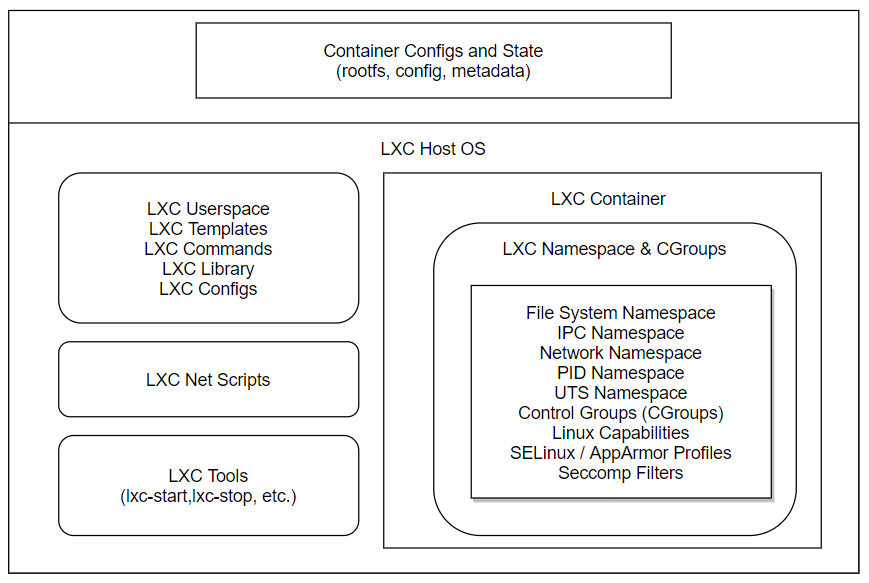 Container Configs and State
(rootfs, config, metadata)
LXC Host OS
LXC Userspace
LXC Templates
LXC Commands
LXC Library
LXC Configs
LXC Net Scripts
LXC Tools
(lxc-start,lxc-stop, etc.)
LXC Container
LXC Namespace & CGroups
File System Namespace
IPC Namespace
Network Namespace
PID Namespace
UTS Namespace
Control Groups (CGroups)
Linux Capabilities
SELinux / AppArmor Profiles
Seccomp Filters